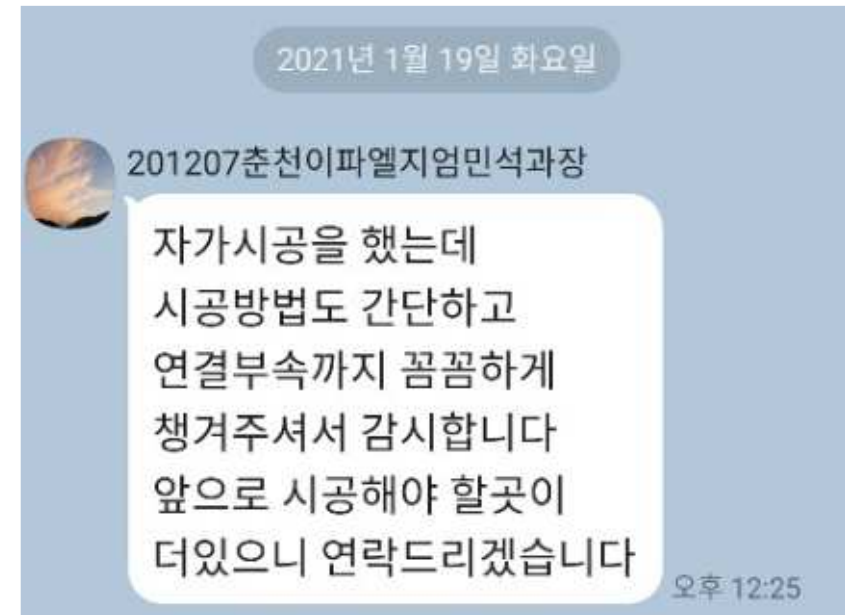 2021년 1월 19일 화요일
201207춘천이파엘지엄민석과장
자가시공을 했는데
시공방법도 간단하고
연결부속까지 꼼꼼하게
챙겨주셔서 감시합니다
앞으로 시공해야 할곳이
더있으니 연락드리겠습니다
오후 12:25